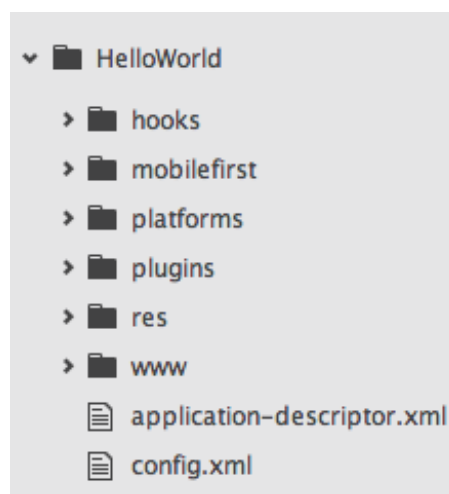 HelloWorld
hooks
mobilefirst
platforms
plugins
res
www
application-descriptor.xml
config.xml